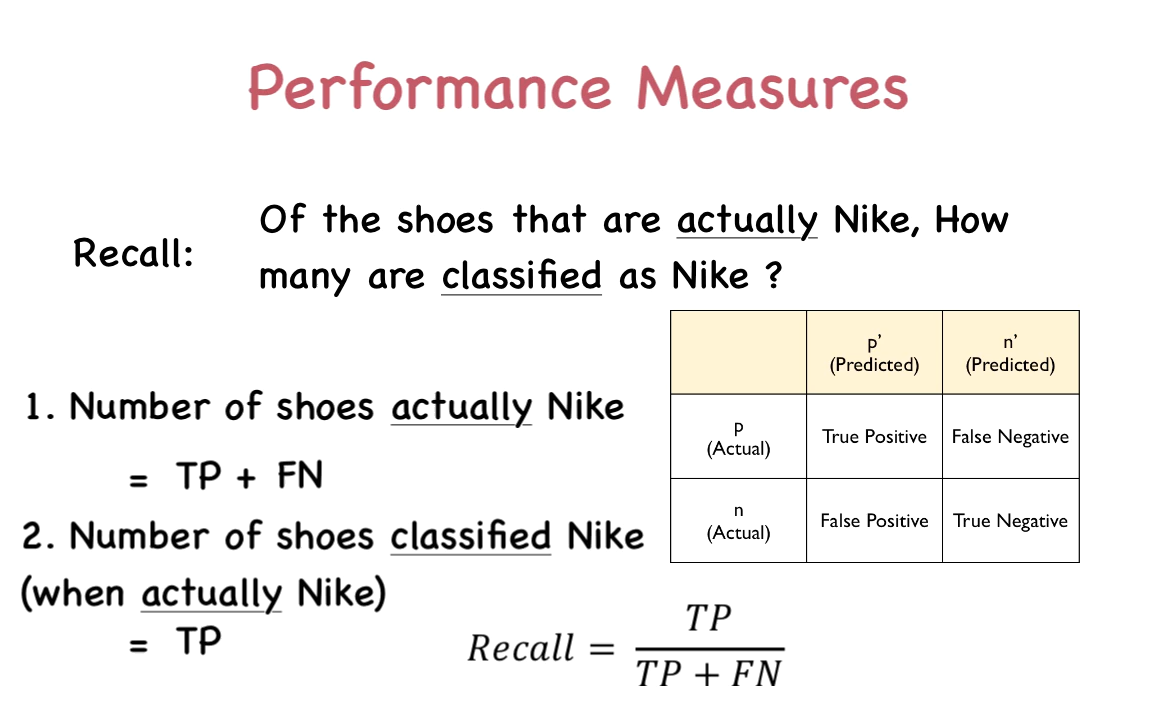 Performance Measures
Recall:
Of the shoes that are actually Nike, How
many are classified as Nike ?
1. Number of shoes actually Nike
= TP + FN
2. Number of shoes classified Nike
(when actually Nike)
= TP
p’
(Predicted)
n’
(Predicted)
p
(Actual)
True Positive
False Negative
n
(Actual)
False Positive
True Negative
Recall = TP / TP + FN